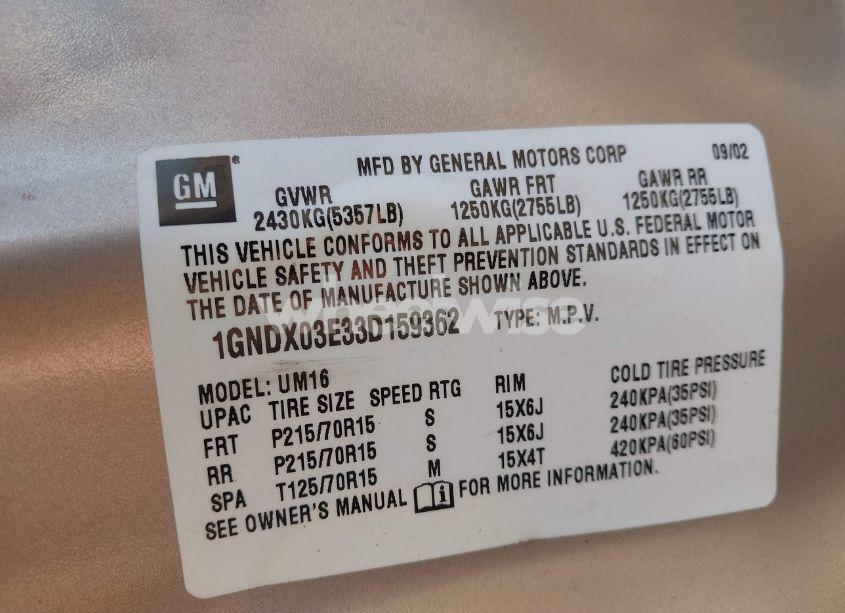 GM
MFD BY GENERAL MOTORS CORP 09/02
GVWR GAWR FRT GAWR RR
2430KG(5357LB) 1250KG(2755LB) 1250KG(2755LB)
THIS VEHICLE CONFORMS TO ALL APPLICABLE U.S. FEDERAL MOTOR
VEHICLE SAFETY AND THEFT PREVENTION STANDARDS IN EFFECT ON
THE DATE OF MANUFACTURE SHOWN ABOVE.
wheelwise
1GNDX03E33D159362 TYPE: M.P.V.
MODEL: UM16
UPAC TIRE SIZE SPEED RTG RIM COLD TIRE PRESSURE
FRT P215/70R15 S 15X6J 240KPA(35PSI)
RR P215/70R15 S 15X6J 240KPA(35PSI)
SPA T125/70R15 M 15X4T 420KPA(60PSI)
SEE OWNER'S MANUAL i FOR MORE INFORMATION.